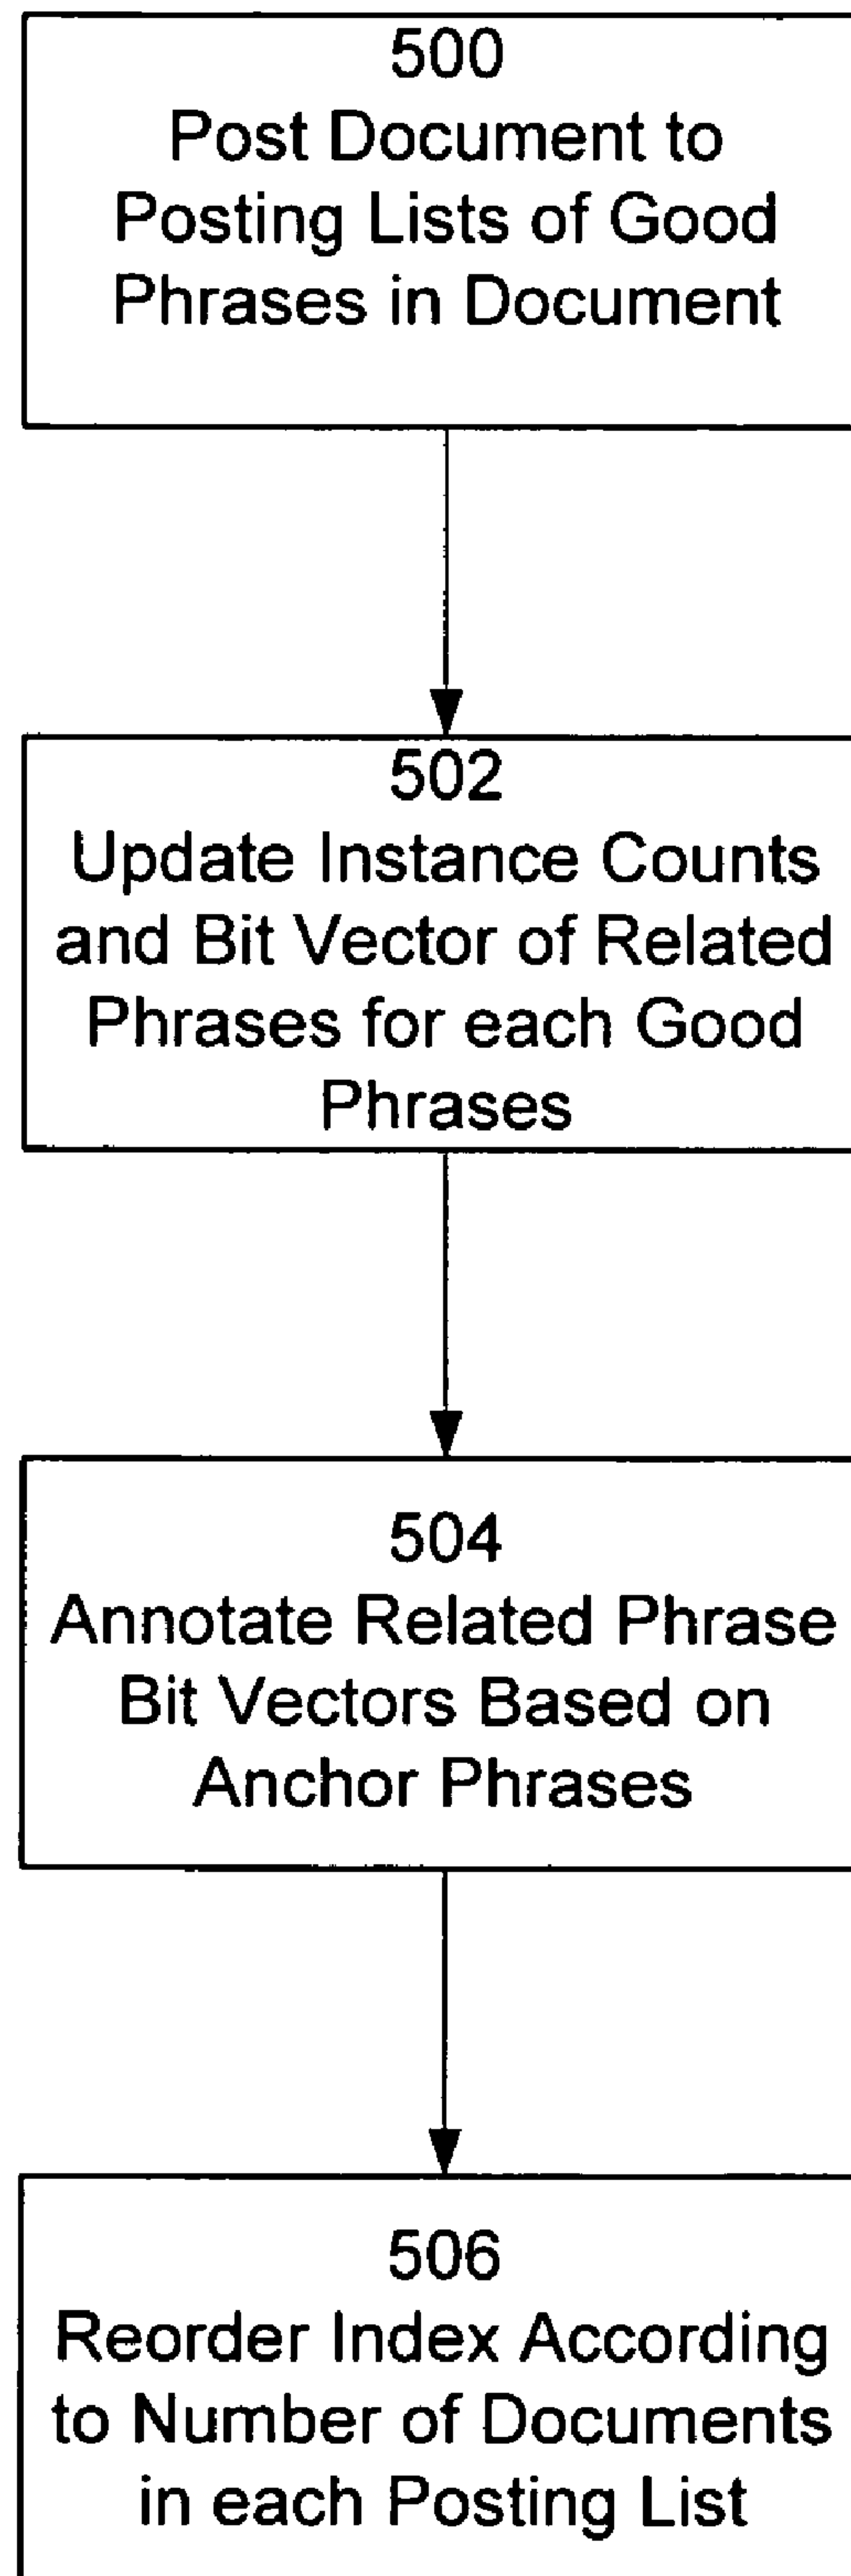 500
Post Document to
Posting Lists of Good
Phrases in Document
502
Update Instance Counts
and Bit Vector of Related
Phrases for each Good
Phrases
504
Annotate Related Phrase
Bit Vectors Based on
Anchor Phrases
506
Reorder Index According
to Number of Documents
in each Posting List